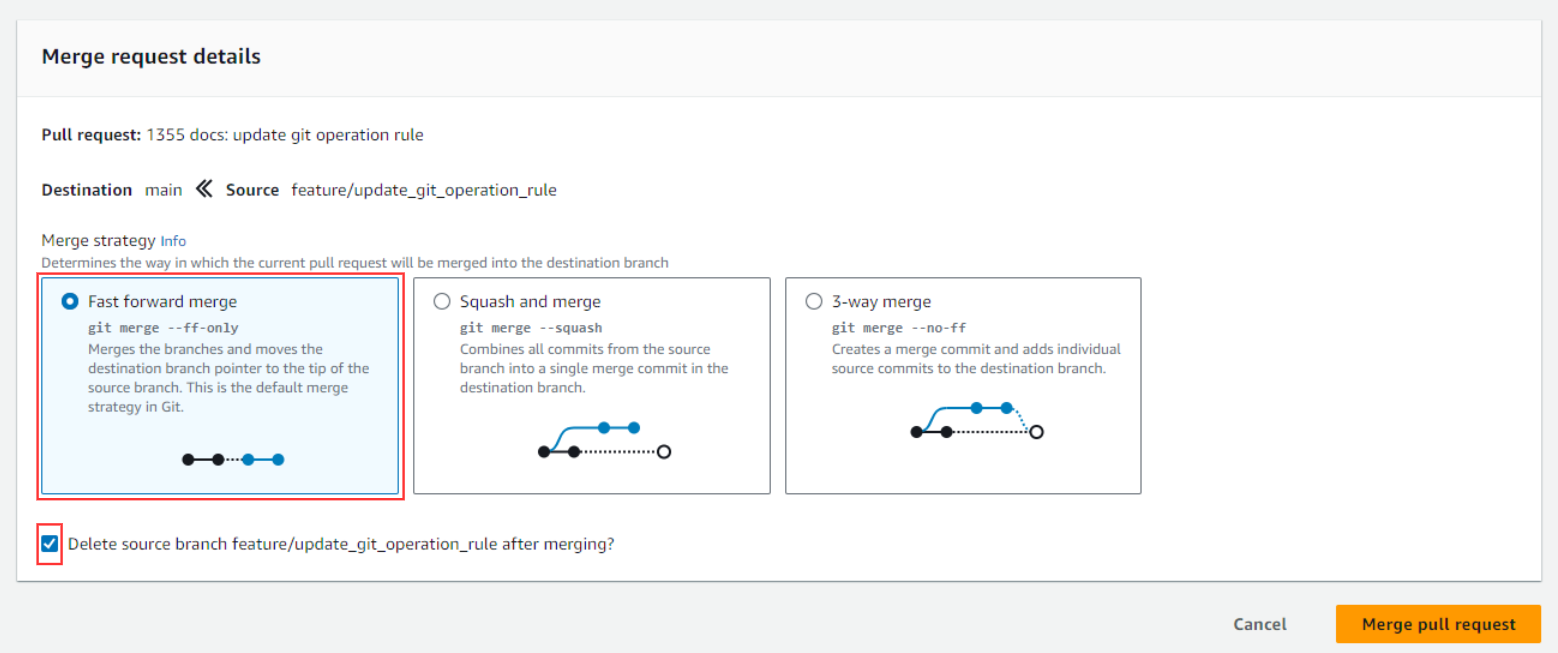 Merge request details
Pull request: 1355 docs: update git operation rule
Destination main Source feature/update_git_operation_rule
Merge strategy Info
Determines the way in which the current pull request will be merged into the destination branch
Fast forward merge
git merge --ff-only
Merges the branches and moves the
destination branch pointer to the tip of the
source branch. This is the default merge
strategy in Git.
Squash and merge
git merge --squash
Combines all commits from the source
branch into a single merge commit in the
destination branch.
3-way merge
git merge --no-ff
Creates a merge commit and adds individual
source commits to the destination branch.
Delete source branch feature/update_git_operation_rule after merging?
Cancel
Merge pull request